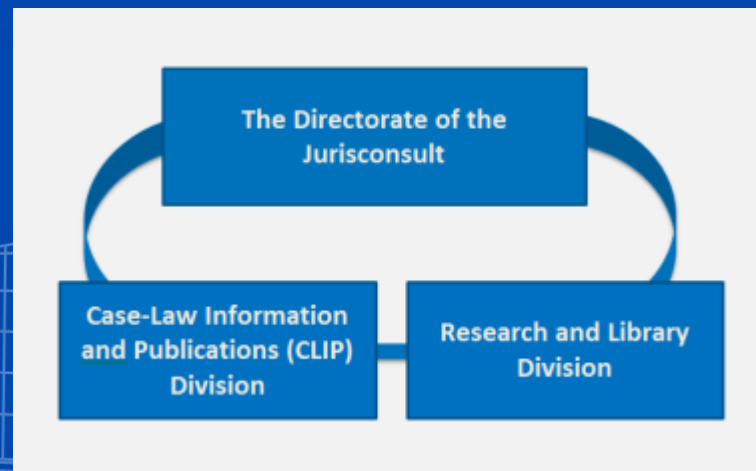 The Directorate of the
Jurisconsult
Case-Law Information
and Publications (CLIP)
Division
Research and Library
Division